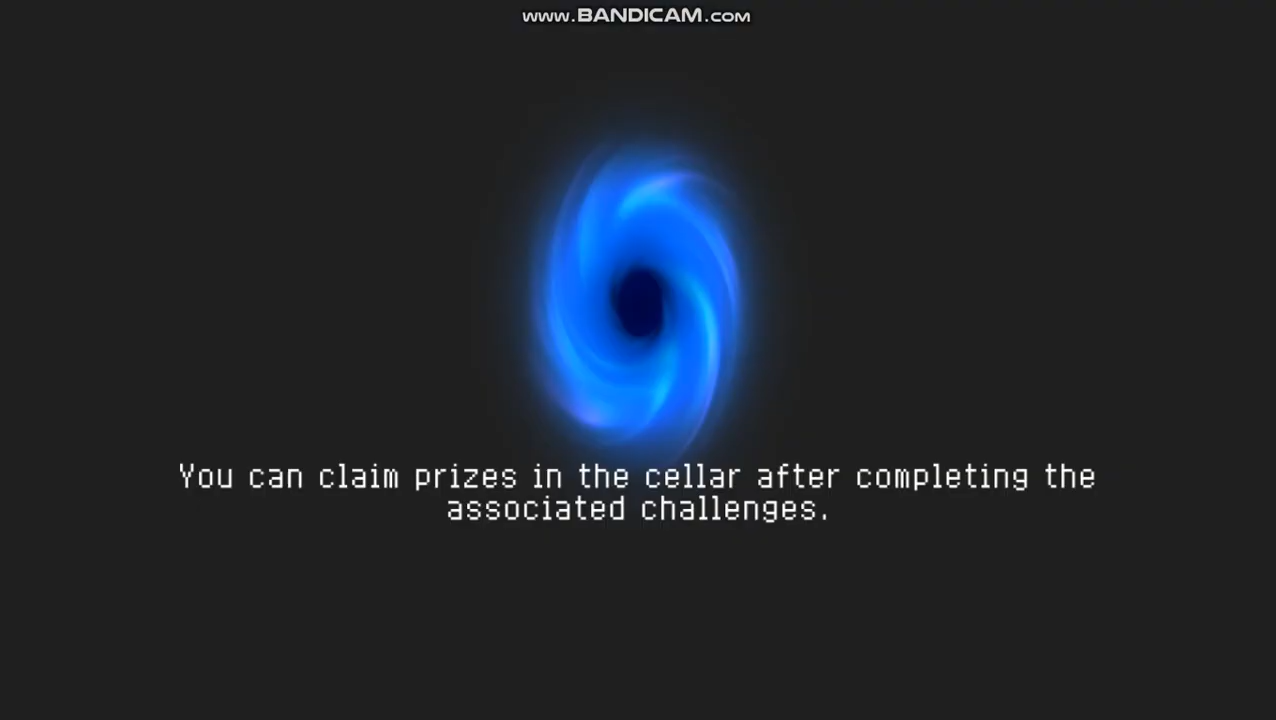 www.BANDICAM.COM
You can claim prizes in the cellar after completing the
associated challenges.